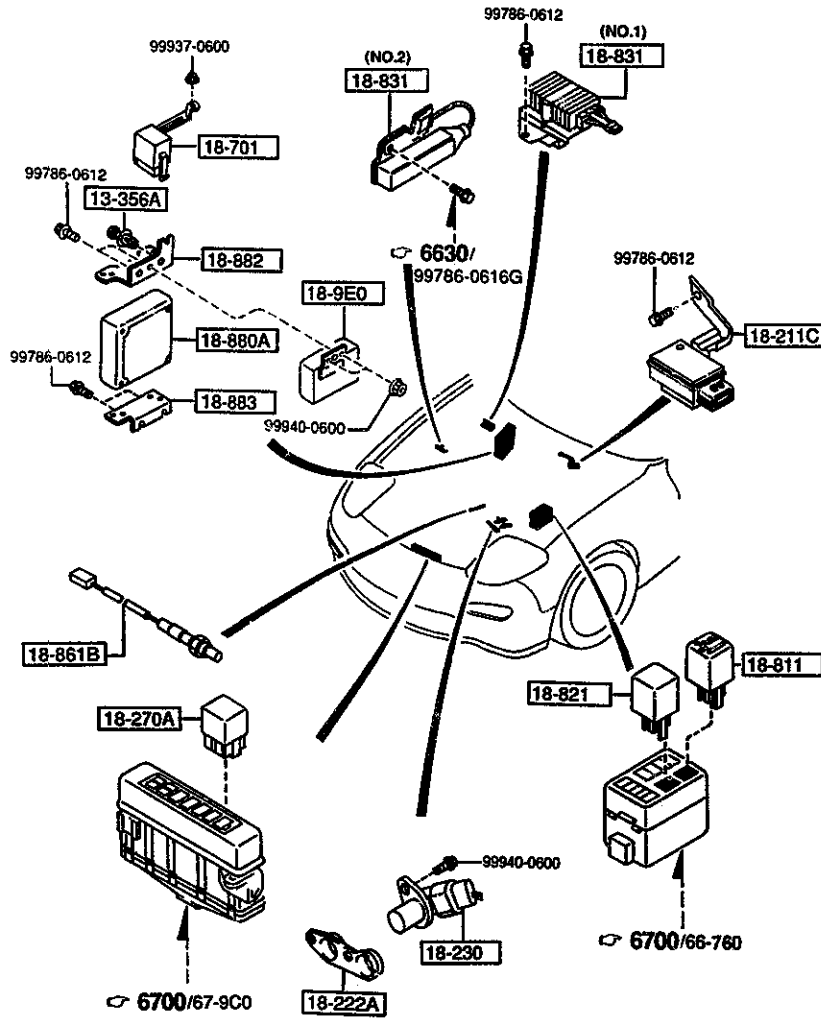 99786-0612
99937-0600
(NO.2)
18-831
(NO.1)
18-831
18-701
99786-0612
13-356A
18-882
6630/
99786-0616G
99786-0612
18-9E0
18-880A
18-211C
99786-0612
18-883
99940-0600
18-861B
18-811
18-821
18-270A
99940-0600
18-230
6700/66-760
18-222A
6700/67-9C0